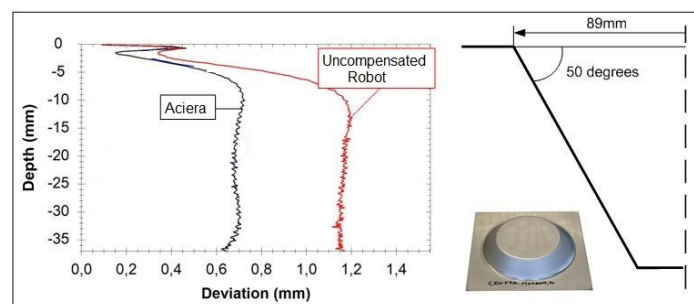 0
-5
-10
-15
-20
-25
-30
-35
Depth (mm)
0,0 0,2 0,4 0,6 0,8 1,0 1,2 1,4
Deviation (mm)
Aciera
Uncompensated
Robot
89mm
50 degrees